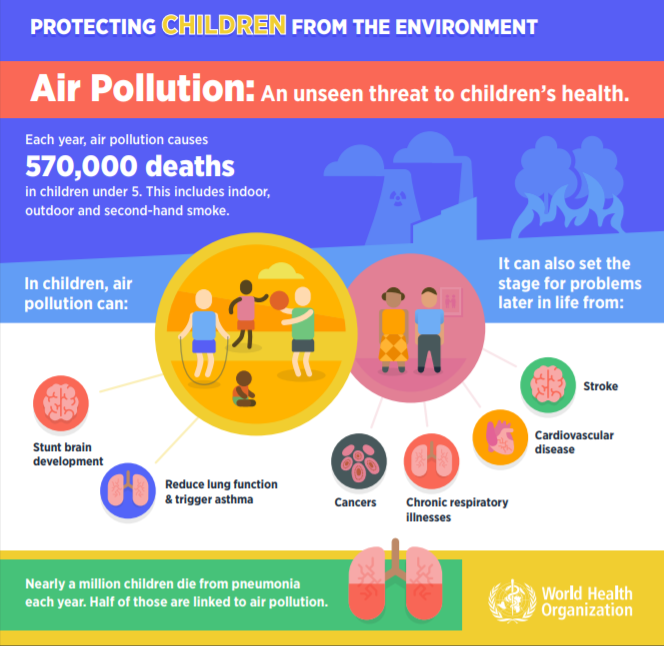 PROTECTING CHILDREN FROM THE ENVIRONMENT
Air Pollution: An unseen threat to children's health.
Each year, air pollution causes
570,000 deaths
in children under 5. This includes indoor,
outdoor and second-hand smoke.
In children, air
pollution can:
It can also set the
stage for problems
later in life from:
Stunt brain
development
Reduce lung function
& trigger asthma
Cancers
Chronic respiratory
illnesses
Cardiovascular
disease
Stroke
Nearly a million children die from pneumonia
each year. Half of those are linked to air pollution.
World Health
Organization